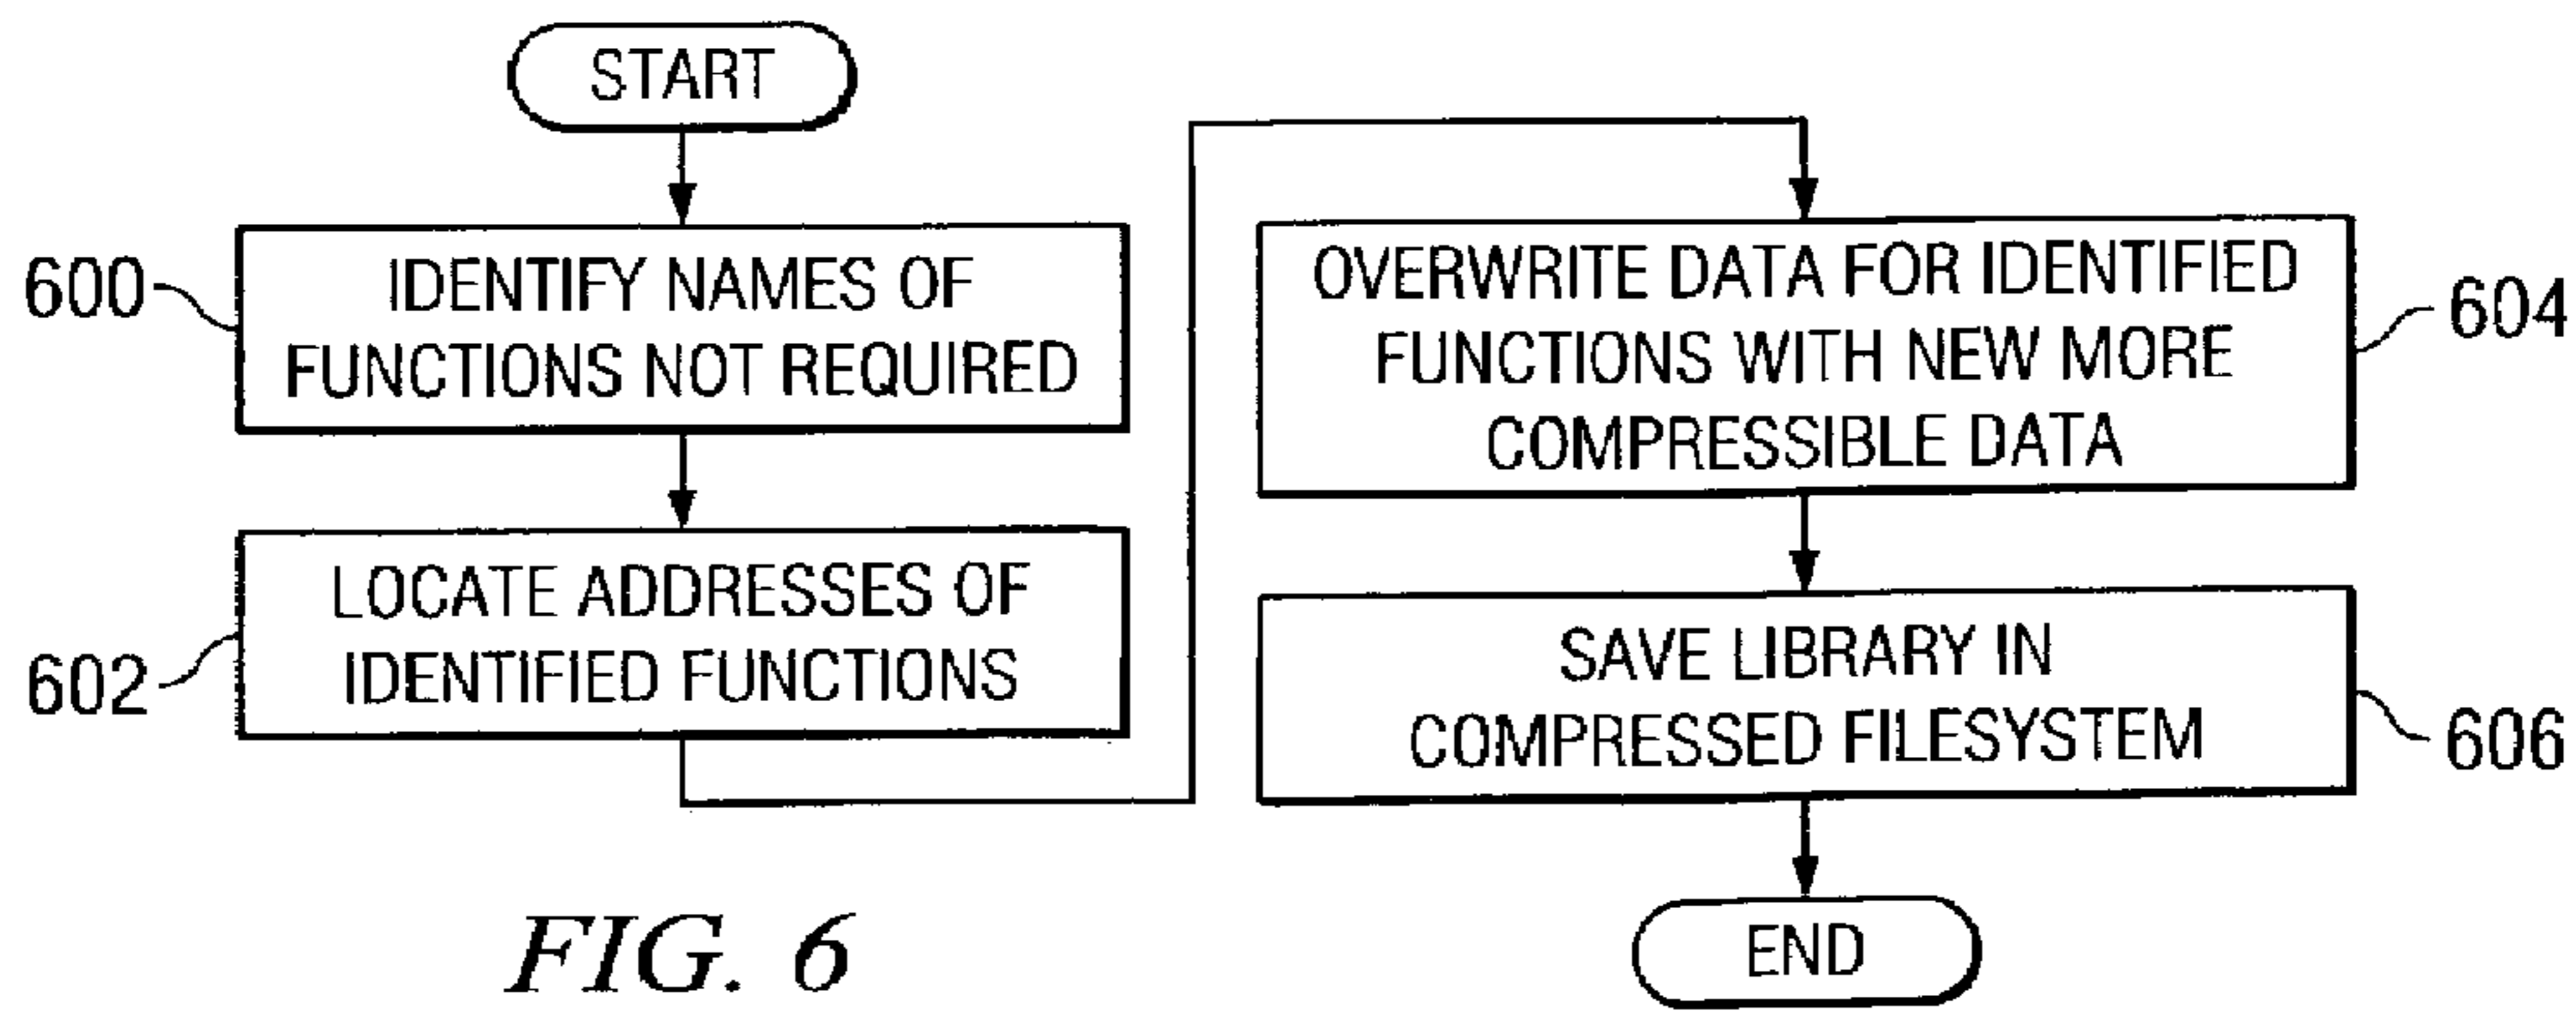 START
600
IDENTIFY NAMES OF
FUNCTIONS NOT REQUIRED
602
LOCATE ADDRESSES OF
IDENTIFIED FUNCTIONS
OVERWRITE DATA FOR IDENTIFIED
FUNCTIONS WITH NEW MORE
COMPRESSIBLE DATA
604
SAVE LIBRARY IN
COMPRESSED FILESYSTEM
606
END
FIG. 6